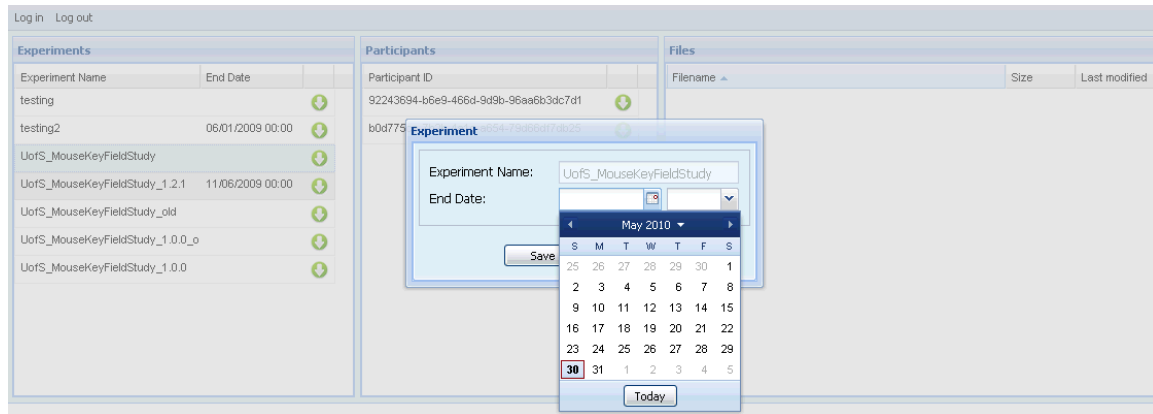 Log in Log out
Experiments
Experiment Name End Date
testing
testing2 06/01/2009 00:00
UofS_MouseKeyFieldStudy
UofS_MouseKeyFieldStudy_1.2.1 11/06/2009 00:00
UofS_MouseKeyFieldStudy_old
UofS_MouseKeyFieldStudy_1.0.0_o
UofS_MouseKeyFieldStudy_1.0.0
Participants
Participant ID
92243694-b6e9-466d-9d9b-96aa6b3dc7d1
Files
Filename Size Last modified
Experiment
Experiment Name: UofS_MouseKeyFieldStudy
End Date:
Save
May 2010
S M T W T F S
25 26 27 28 29 30 1
2 3 4 5 6 7 8
9 10 11 12 13 14 15
16 17 18 19 20 21 22
23 24 25 26 27 28 29
30 31 1 2 3 4 5
Today